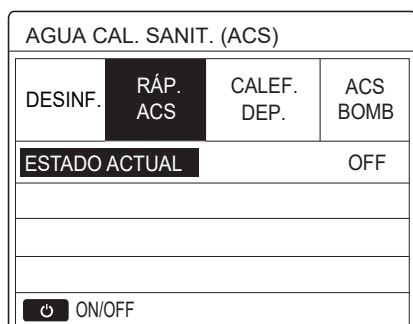 AGUA CAL. SANIT. (ACS)
DESINF.
RÁP.
ACS
CALEF.
DEP.
ACS
BOMB
ESTADO ACTUAL OFF
ON/OFF